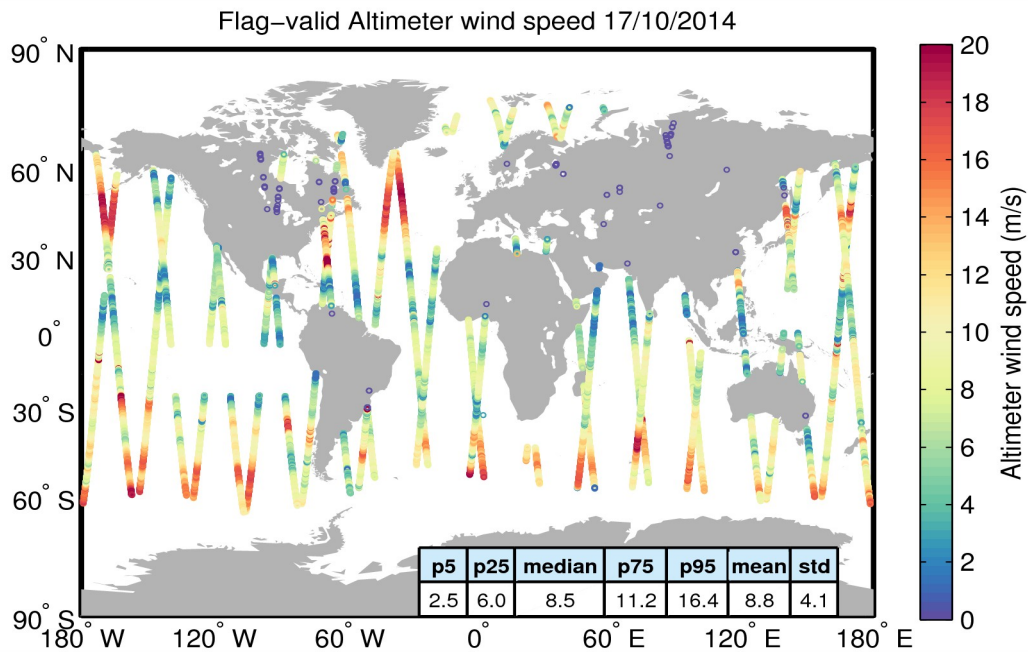 Flag−valid Altimeter wind speed 17/10/2014
90° N
60° N
30° N
0°
30° S
60° S
90° S
180° W 120° W 60° W 0° 60° E 120° E 180° E
p5 p25 median p75 p95 mean std
2.5 6.0 8.5 11.2 16.4 8.8 4.1
20
18
16
14
12
10
8
6
4
2
0
Altimeter wind speed (m/s)